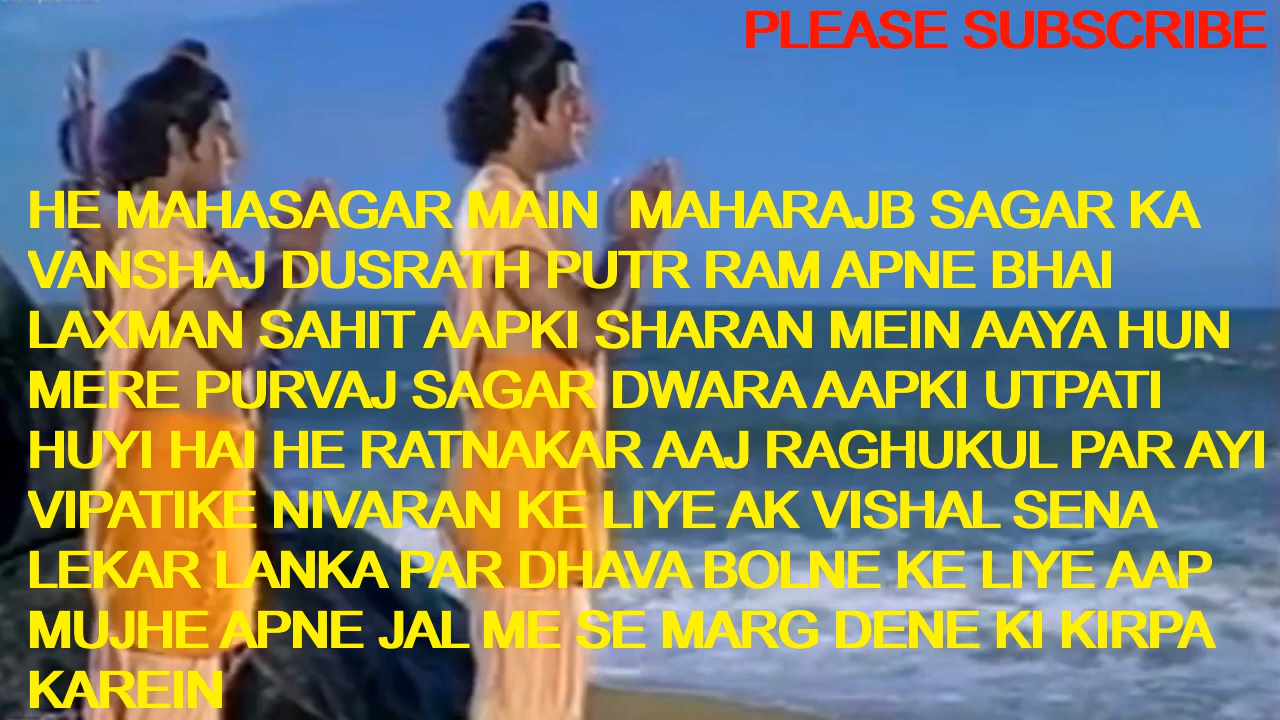 PLEASE SUBSCRIBE
HE MAHASAGAR MAIN MAHARAJB SAGAR KA
VANSHAJ DUSRATH PUTR RAM APNE BHAI
LAXMAN SAHIT AAPKI SHARAN MEIN AAYA HUN
MERE PURVAJ SAGAR DWARA AAPKI UTPATI
HUYI HAI HE RATNAKAR AAJ RAGHUKUL PAR AYI
VIPATIKE NIVARAN KE LIYE AK VISHAL SENA
LEKAR LANKA PAR DHAVA BOLNE KE LIYE AAP
MUJHE APNE JAL ME SE MARG DENE KI KIRPA
KAREIN